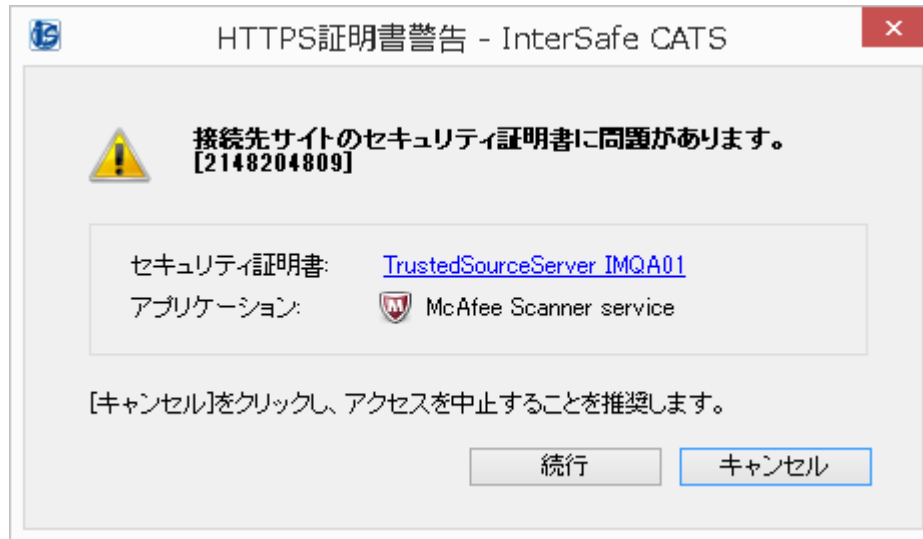 HTTPS証明書警告 - InterSafe CATS
接続先サイトのセキュリティ証明書に問題があります。
[2148204809]
セキュリティ証明書: TrustedSourceServer IMQA01
アプリケーション: McAfee Scanner service
[キャンセル]をクリックし、アクセスを中止することを推奨します。
続行 キャンセル